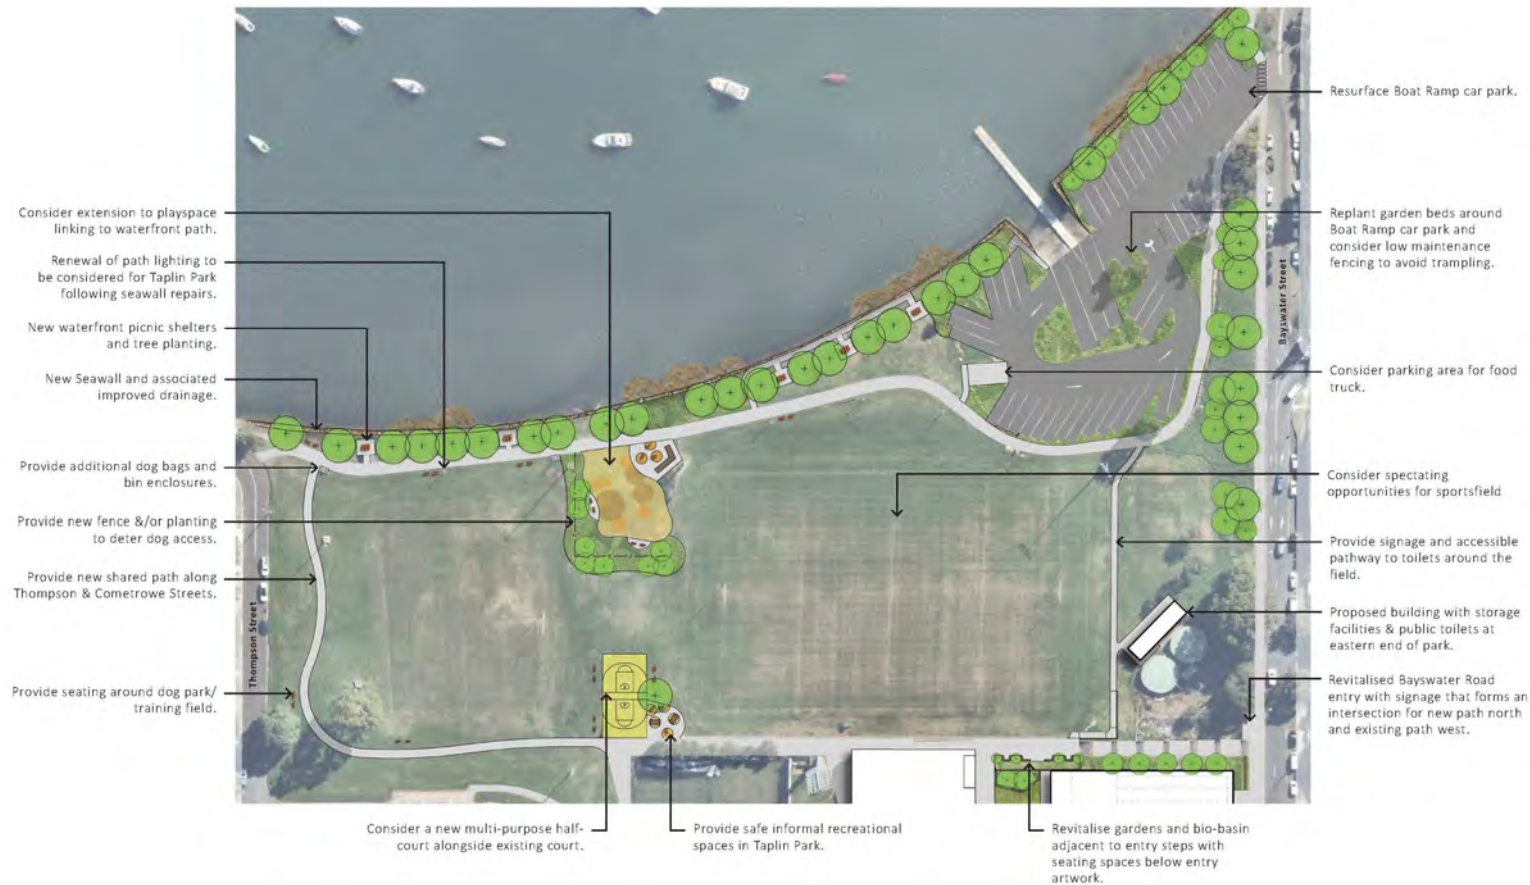 Resurface Boat Ramp car park.
Consider extension to playspace
linking to waterfront path.
Renewal of path lighting to
be considered for Taplin Park
following seawall repairs.
New waterfront picnic shelters
and tree planting.
New Seawall and associated
improved drainage.
Provide additional dog bags and
bin enclosures.
Provide new fence &/or planting
to deter dog access.
Provide new shared path along
Thompson & Cometrowe Streets.
Provide seating around dog park/
training field.
Thompson Street
Bayswater Street
Replant garden beds around
Boat Ramp car park and
consider low maintenance
fencing to avoid trampling.
Consider parking area for food
truck.
Consider spectating
opportunities for sportsfield
Provide signage and accessible
pathway to toilets around the
field.
Proposed building with storage
facilities & public toilets at
eastern end of park.
Revitalised Bayswater Road
entry with signage that forms an
intersection for new path north
and existing path west.
Consider a new multi-purpose half-
court alongside existing court.
Provide safe informal recreational
spaces in Taplin Park.
Revitalise gardens and bio-basin
adjacent to entry steps with
seating spaces below entry
artwork.